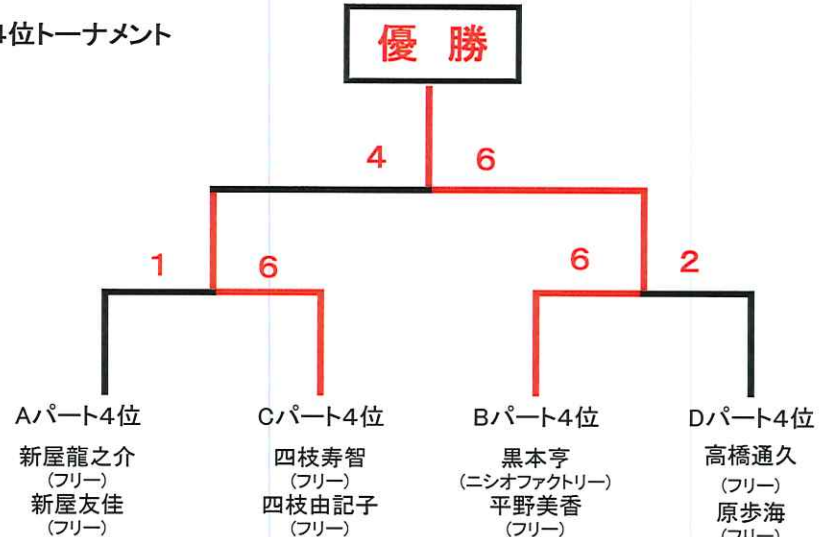 4位トーナメント
優 勝
4 6
1 6 6 2
Aパート4位 Cパート4位 Bパート4位 Dパート4位
新屋龍之介 四枝寿智 黒本亨 高橋通久
(フリー) (フリー) (ニシオファクトリー) (フリー)
新屋友佳 四枝由記子 平野美香 原歩海
(フリー) (フリー) (フリー) (フリー)